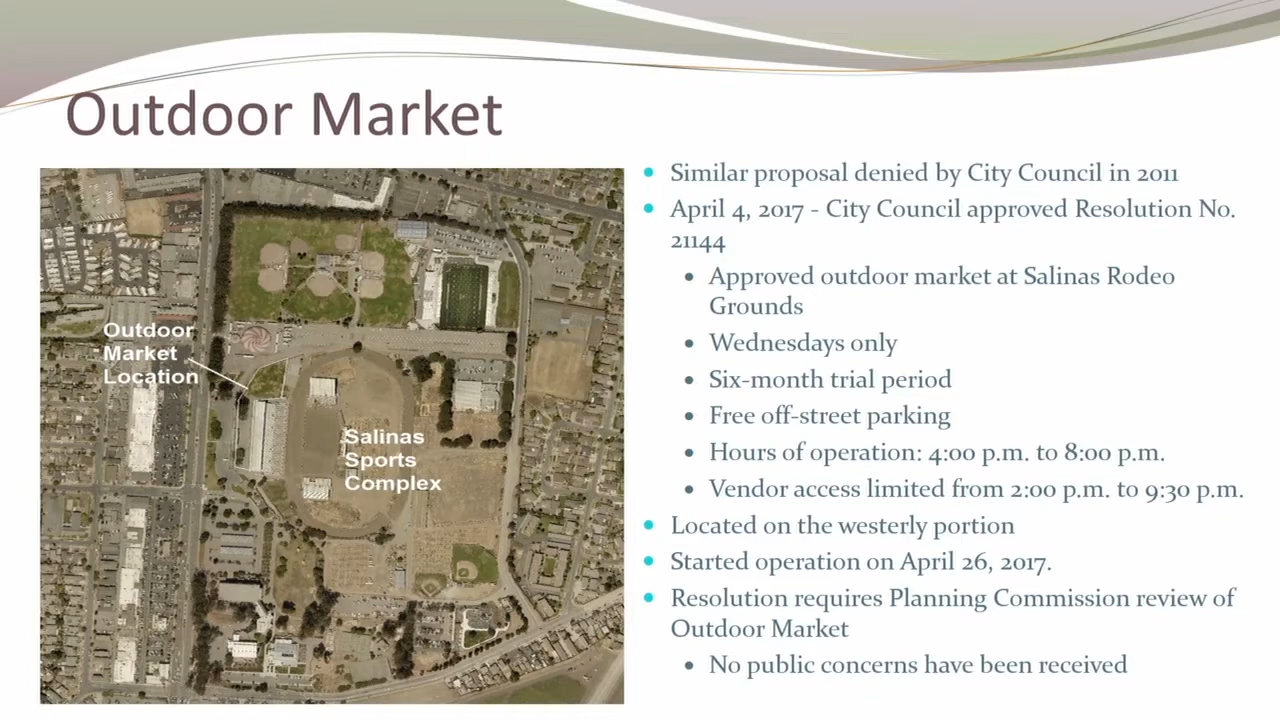 Outdoor Market
Outdoor
Market
Location
Salinas
Sports
Complex
• Similar proposal denied by City Council in 2011
• April 4, 2017 - City Council approved Resolution No.
21144
• Approved outdoor market at Salinas Rodeo
Grounds
• Wednesdays only
• Six-month trial period
• Free off-street parking
• Hours of operation: 4:00 p.m. to 8:00 p.m.
• Vendor access limited from 2:00 p.m. to 9:30 p.m.
• Located on the westerly portion
• Started operation on April 26, 2017.
• Resolution requires Planning Commission review of
Outdoor Market
• No public concerns have been received